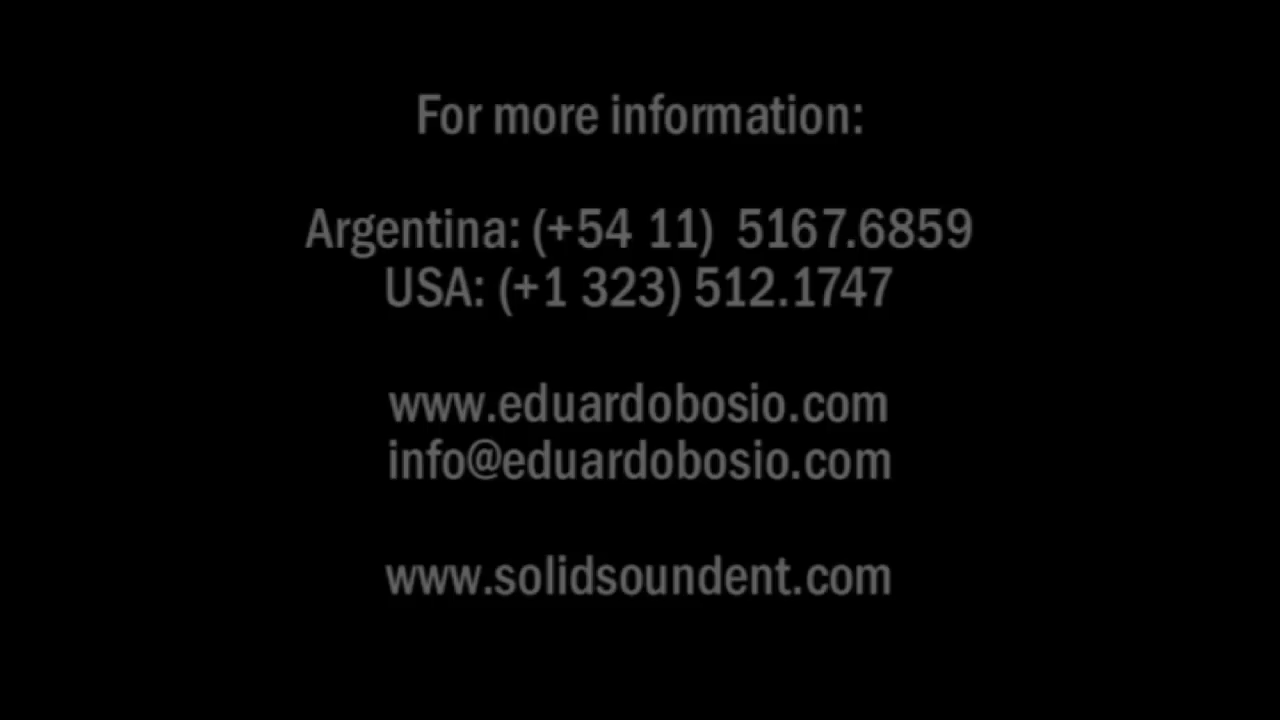 For more information:
Argentina: (+54 11)  5167.6859
USA: (+1 323) 512.1747
www.eduardobosio.com
info@eduardobosio.com
www.solidsoundent.com